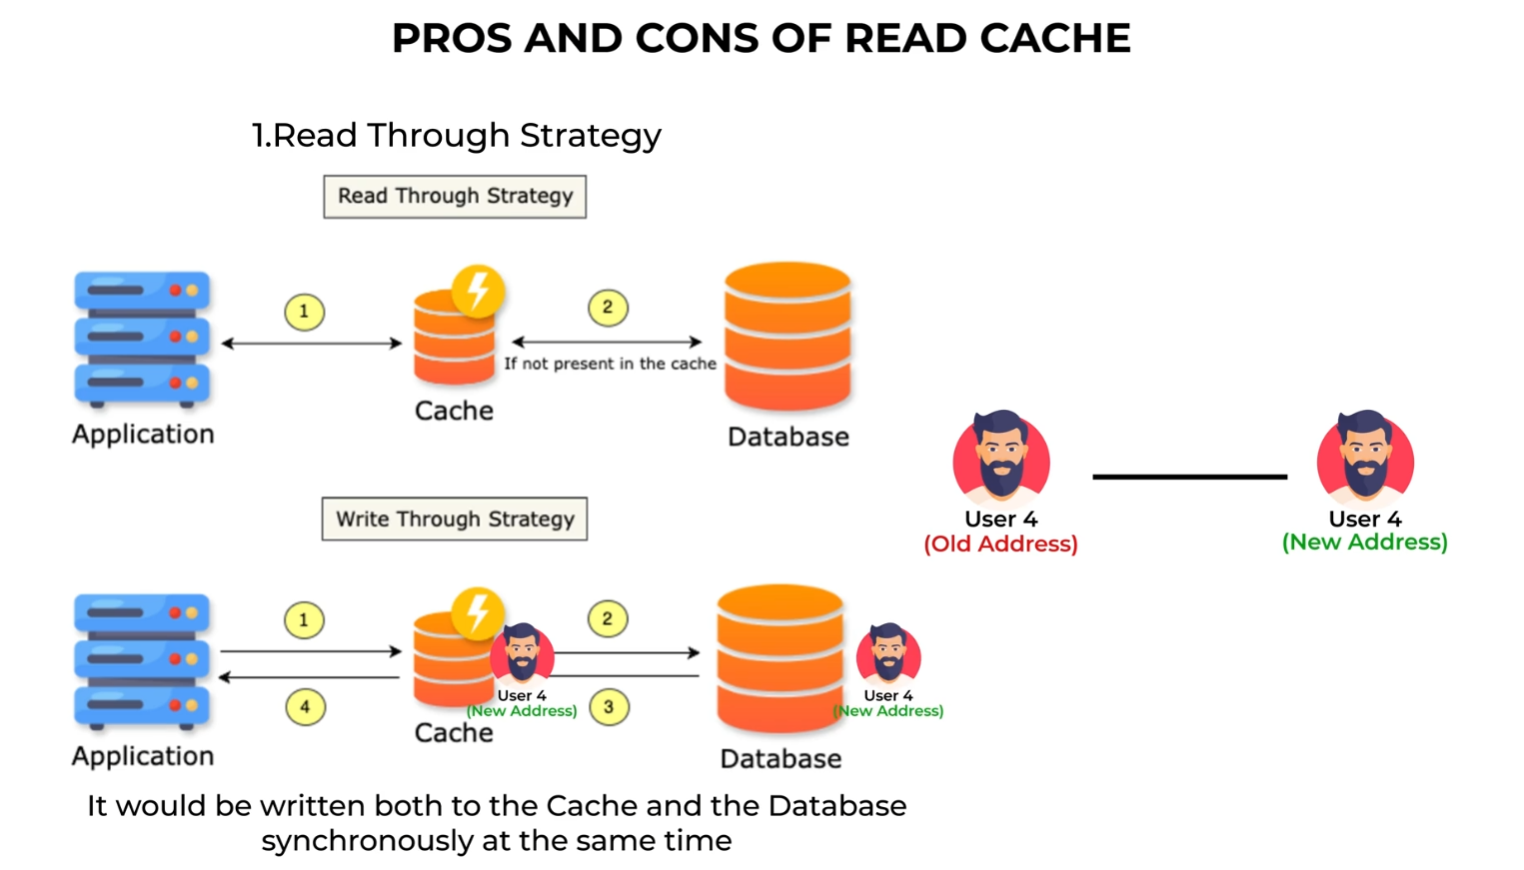 PROS AND CONS OF READ CACHE
1.Read Through Strategy
Read Through Strategy
1
2
If not present in the cache
Application
Cache
Database
User 4
(Old Address)
User 4
(New Address)
Write Through Strategy
1
2
4
3
User 4
(New Address)
User 4
(New Address)
Application
Cache
Database
It would be written both to the Cache and the Database
synchronously at the same time